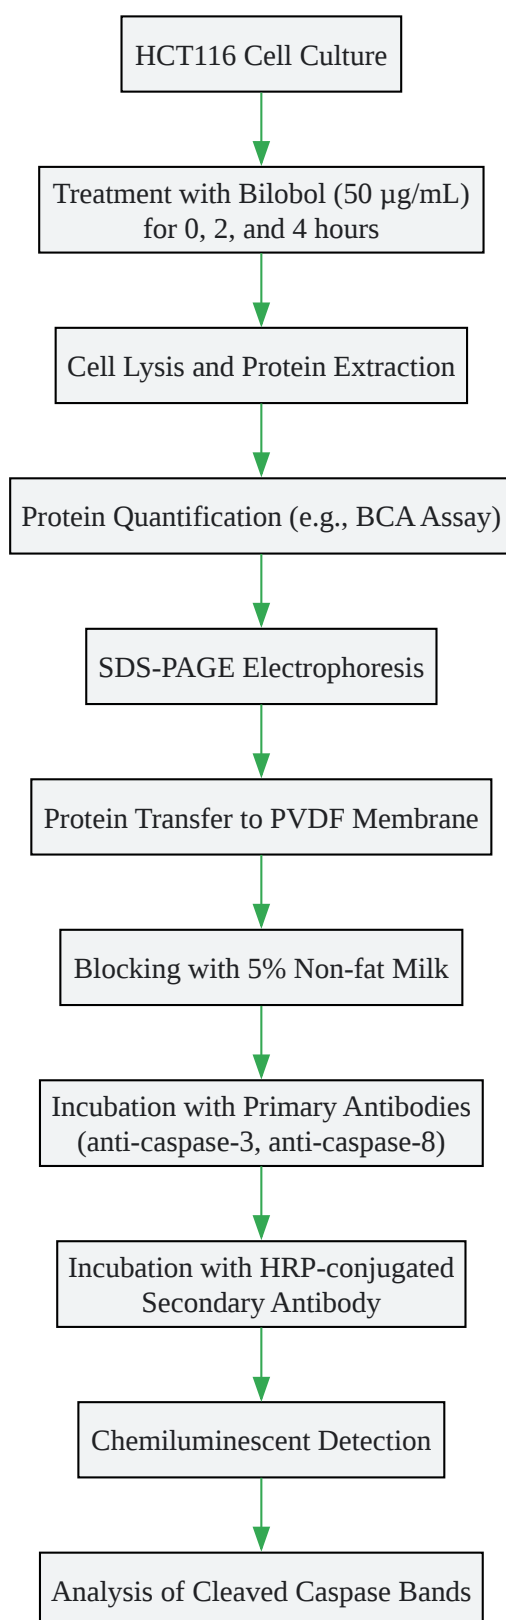 HCT116 Cell Culture
Treatment with Bilobol (50 µg/mL)
for 0, 2, and 4 hours
Cell Lysis and Protein Extraction
Protein Quantification (e.g., BCA Assay)
SDS-PAGE Electrophoresis
Protein Transfer to PVDF Membrane
Blocking with 5% Non-fat Milk
Incubation with Primary Antibodies
(anti-caspase-3, anti-caspase-8)
Incubation with HRP-conjugated
Secondary Antibody
Chemiluminescent Detection
Analysis of Cleaved Caspase Bands